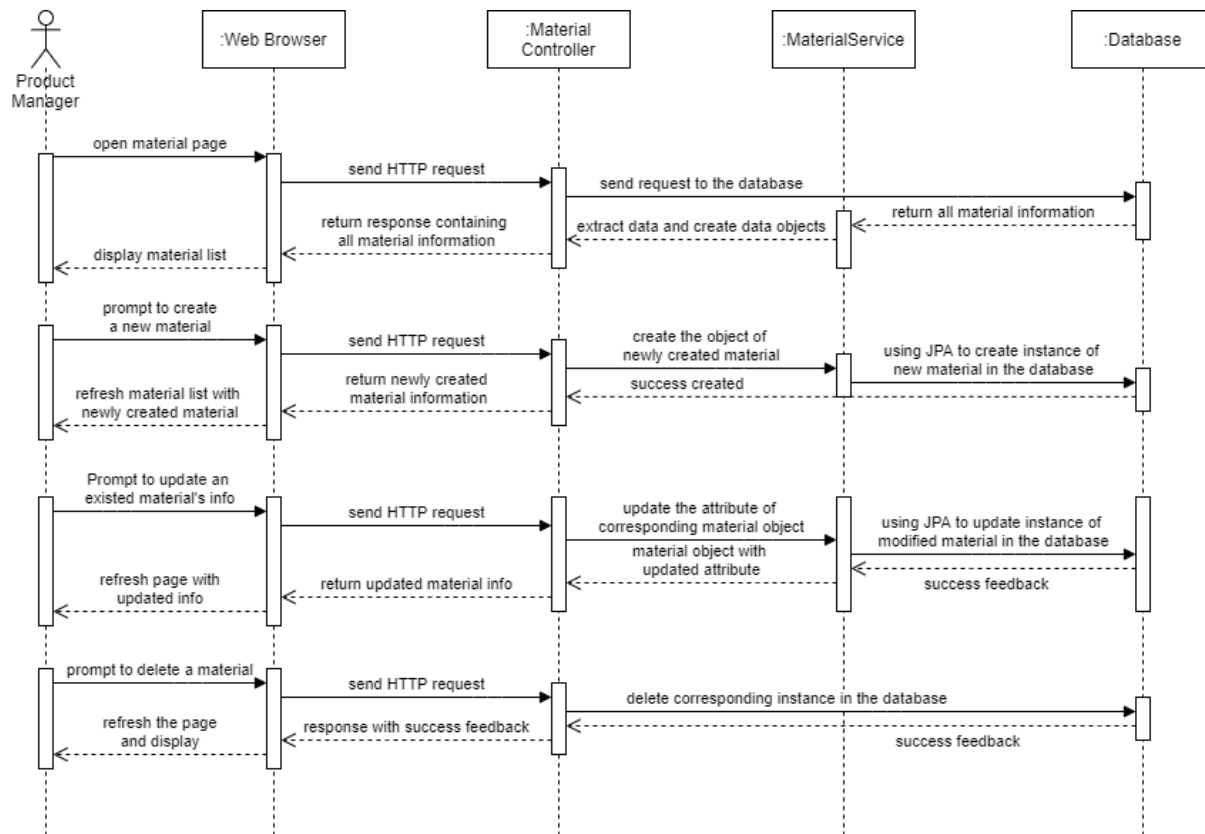 Product
Manager
:Web Browser
:Material
Controller
:MaterialService
:Database
open material page
send HTTP request
send request to the database
return all material information
extract data and create data objects
return response containing
all material information
display material list
prompt to create
a new material
send HTTP request
create the object of
newly created material
using JPA to create instance of
new material in the database
success created
return newly created
material information
refresh material list with
newly created material
Prompt to update an
existed material's info
send HTTP request
update the attribute of
corresponding material object
using JPA to update instance of
modified material in the database
success feedback
material object with
updated attribute
return updated material info
refresh page with
updated info
prompt to delete a material
send HTTP request
delete corresponding instance in the database
success feedback
response with success feedback
refresh the page
and display